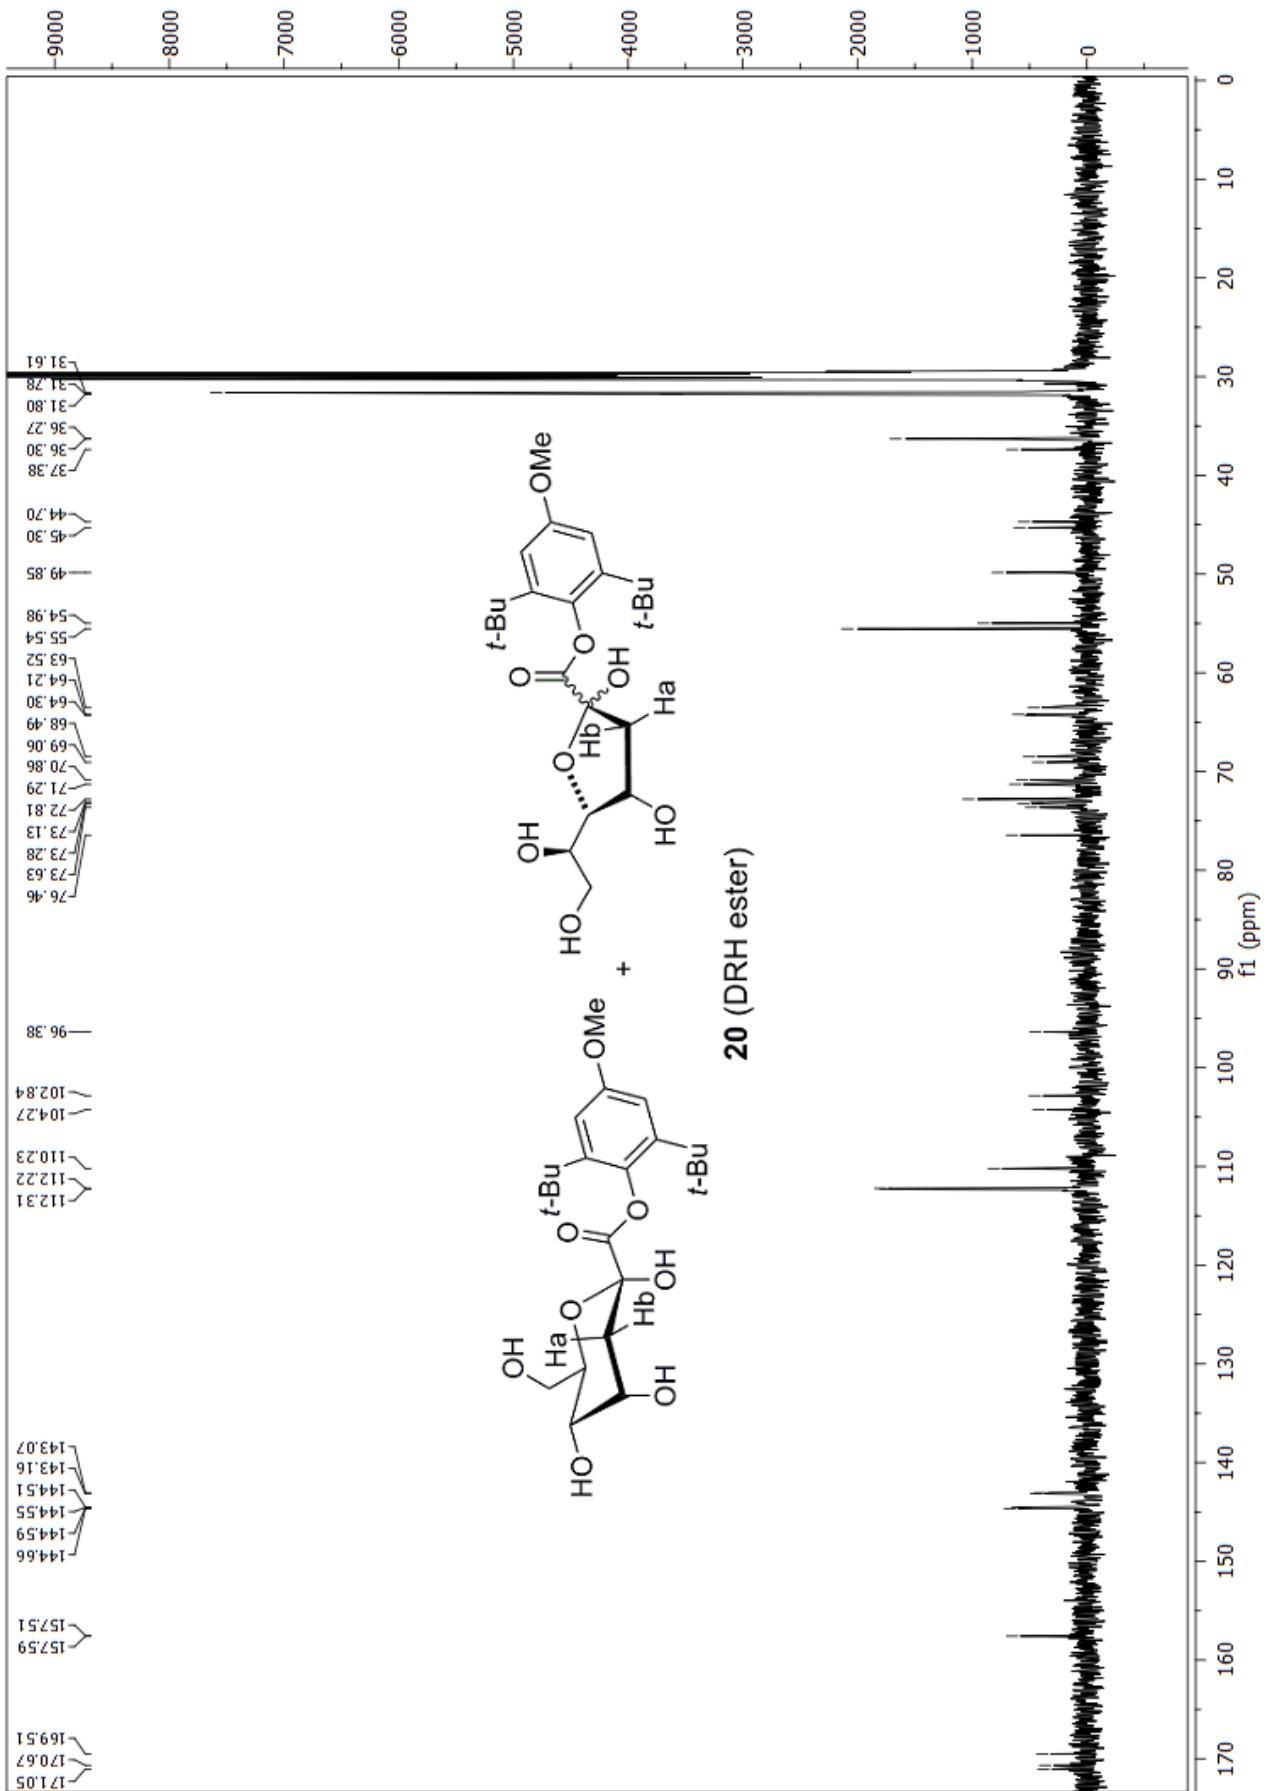 171.05
170.67
169.51
157.59
157.51
144.66
144.59
144.55
144.51
143.16
143.07
112.31
112.22
110.23
104.27
102.84
96.38
76.46
73.63
73.28
73.13
72.81
71.29
70.86
69.06
68.49
64.30
64.21
63.52
55.54
54.98
49.85
45.30
44.70
37.38
36.30
36.27
31.80
31.78
31.61
HO
OH
Ha
O
Hb
OH
OH
O
O
t-Bu
t-Bu
OMe
+
HO
OH
HO
O
Hb
Ha
O
OH
O
t-Bu
t-Bu
OMe
20 (DRH ester)
9000
8000
7000
6000
5000
4000
3000
2000
1000
0
170 160 150 140 130 120 110 100 90 80 70 60 50 40 30 20 10 0
f1 (ppm)